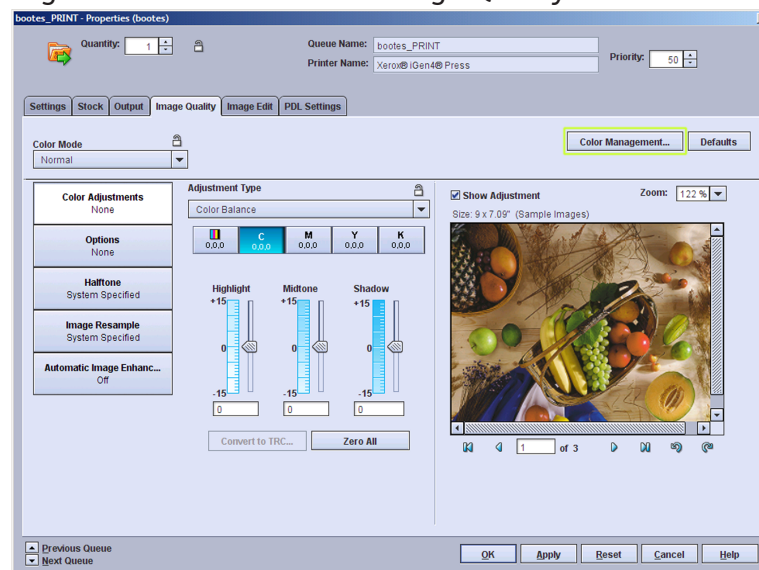 bootes_PRINT - Properties (bootes)
Quantity: 1
Queue Name: bootes_PRINT
Printer Name: Xerox® iGen4® Press
Priority: 50
Settings Stock Output Image Quality Image Edit PDL Settings
Color Mode
Normal
Color Management... Defaults
Color Adjustments
None
Options
None
Halftone
System Specified
Image Resample
System Specified
Automatic Image Enhanc...
Off
Adjustment Type
Color Balance
C M Y K
0,0,0 0,0,0 0,0,0 0,0,0 0,0,0
Highlight Midtone Shadow
+15 +15 +15
0 0 0
-15 -15 -15
0 0 0
Convert to TRC... Zero All
Show Adjustment
Zoom: 122 %
Size: 9 x 7.09" (Sample Images)
1 of 3
Previous Queue
Next Queue
OK Apply Reset Cancel Help